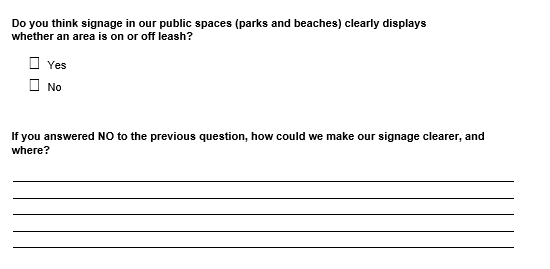 Do you think signage in our public spaces (parks and beaches) clearly displays
whether an area is on or off leash?
Yes
No
If you answered NO to the previous question, how could we make our signage clearer, and
where?